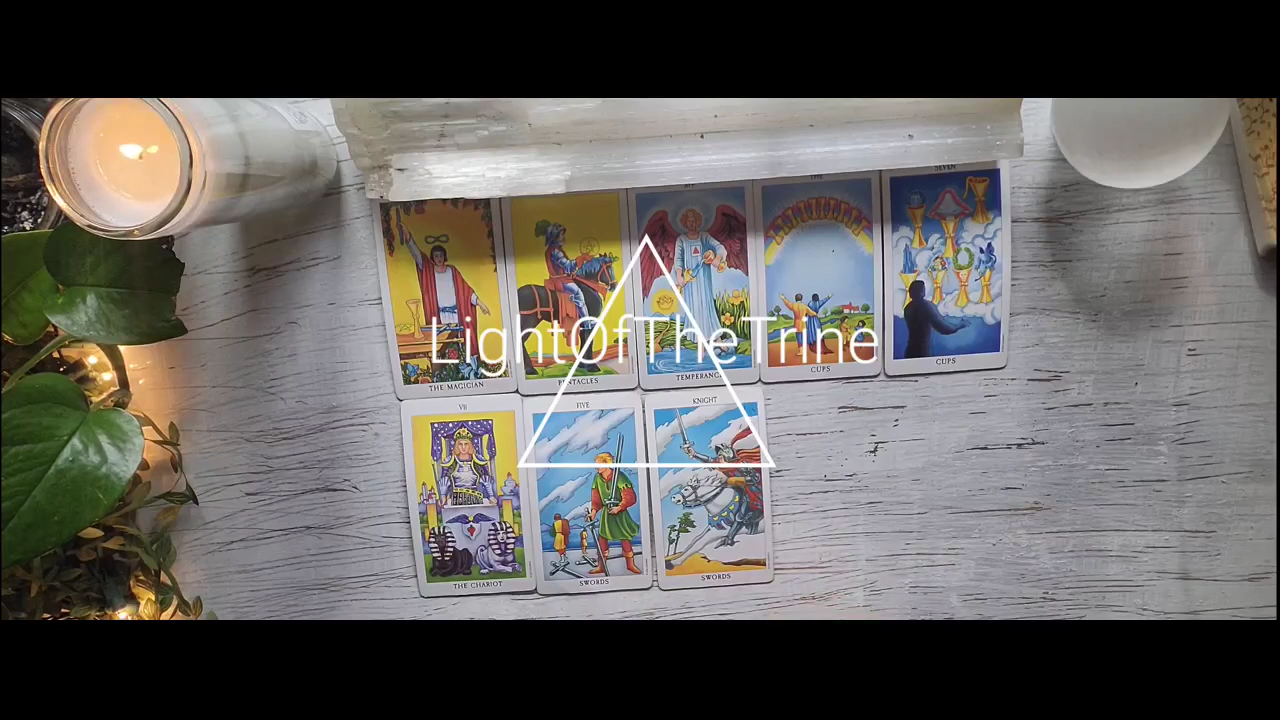 SEVEN
THE MAGICIAN
PENTACLES
TEMPERANCE
CUPS
CUPS
LightOfTheTrine
VII
FIVE
KNIGHT
THE CHARIOT
SWORDS
SWORDS